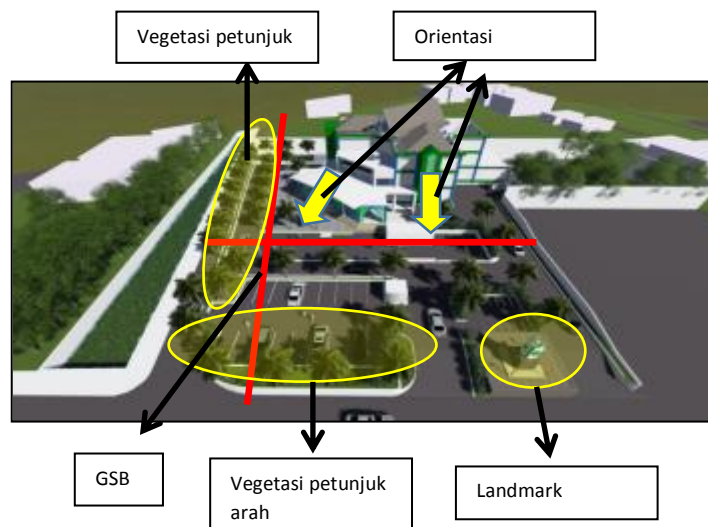 Vegetasi petunjuk
Orientasi
GSB
Vegetasi petunjuk
arah
Landmark